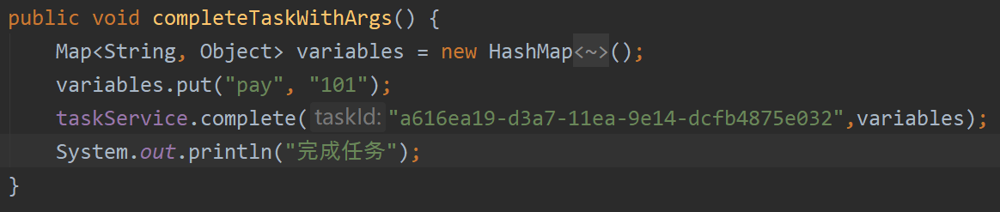 public void completeTaskWithArgs() {
    Map<String, Object> variables = new HashMap<~>();
    variables.put("pay", "101");
    taskService.complete( taskId: "a616ea19-d3a7-11ea-9e14-dcfb4875e032",variables);
    System.out.println("完成任务");
}